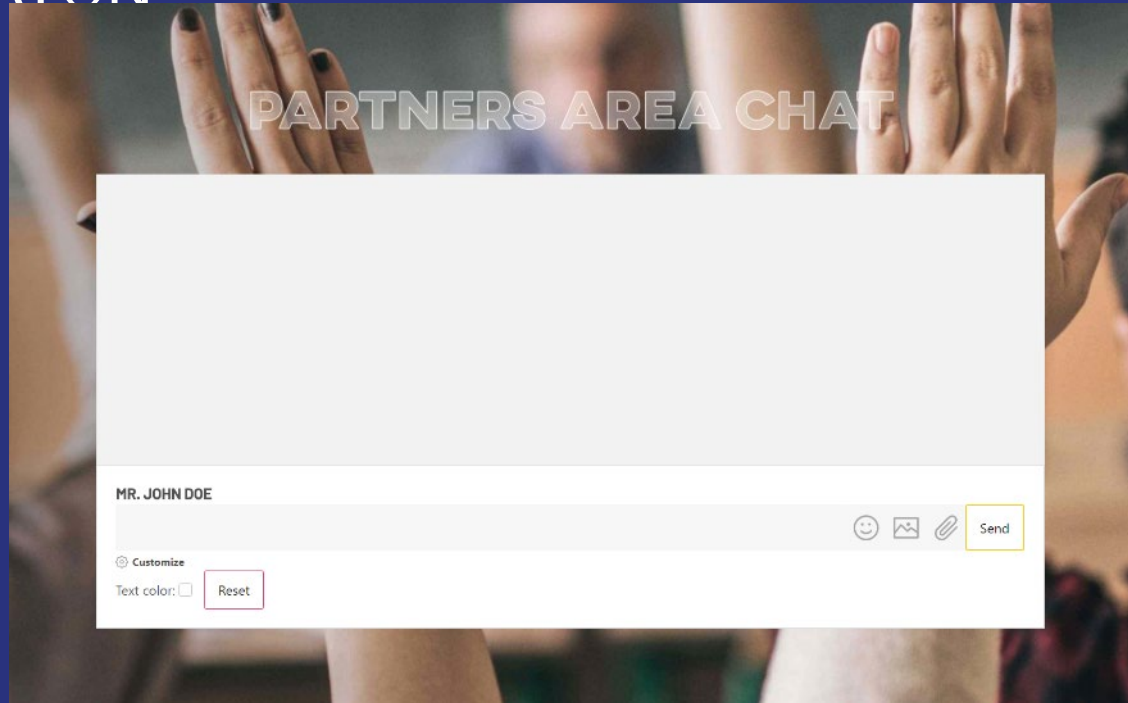 PARTNERS AREA CHAT
MR. JOHN DOE
Send
Customize
Text color:
Reset